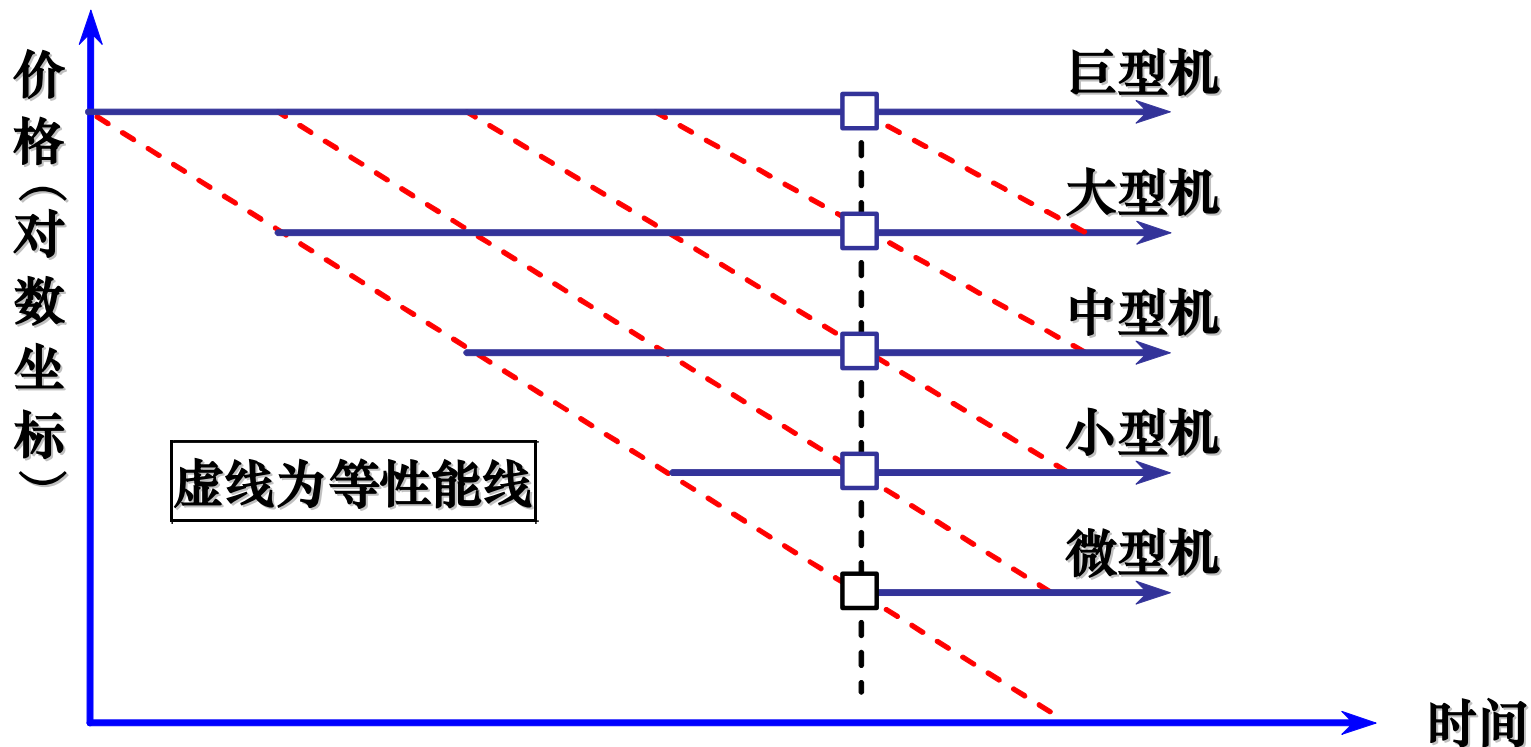 价格（对数坐标）
巨型机
大型机
中型机
小型机
虚线为等性能线
微型机
时间